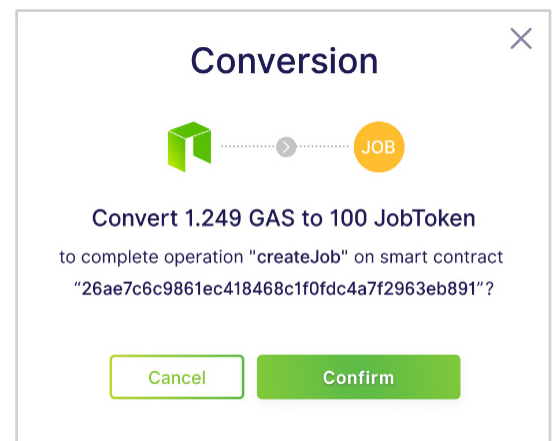 Conversion
JOB
Convert 1.249 GAS to 100 JobToken
to complete operation "createJob" on smart contract
“26ae7c6c9861ec418468c1f0fdc4a7f2963eb891”?
Cancel Confirm